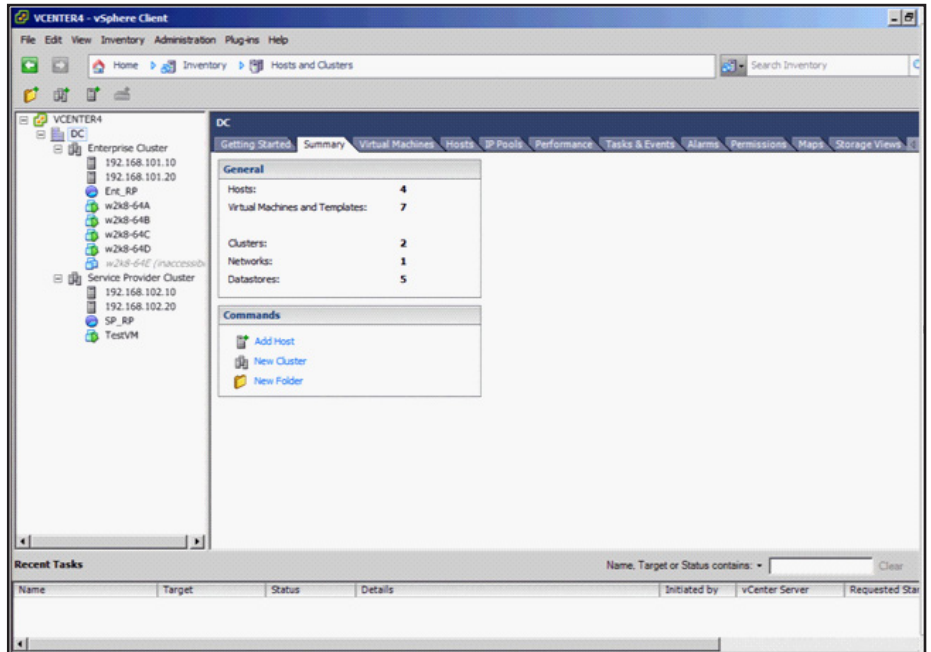 VCENTER4 - vSphere Client
File Edit View Inventory Administration Plug-ins Help
Home Inventory Hosts and Clusters
Search Inventory
VCENTER4
DC
Enterprise Cluster
192.168.101.10
192.168.101.20
Ent_RP
w2k8-64A
w2k8-64B
w2k8-64C
w2k8-64D
w2k8-64E
Service Provider Cluster
192.168.102.10
192.168.102.20
SP_RP
TestVM
DC
Getting Started Summary Virtual Machines Hosts IP Pools Performance Tasks & Events Alarms Permissions Maps Storage Views
General
Hosts: 4
Virtual Machines and Templates: 7
Clusters: 2
Networks: 1
Datastores: 5
Commands
Add Host
New Cluster
New Folder
Recent Tasks
Name, Target or Status contains:
Clear
Name Target Status Details Initiated by vCenter Server Requested Star